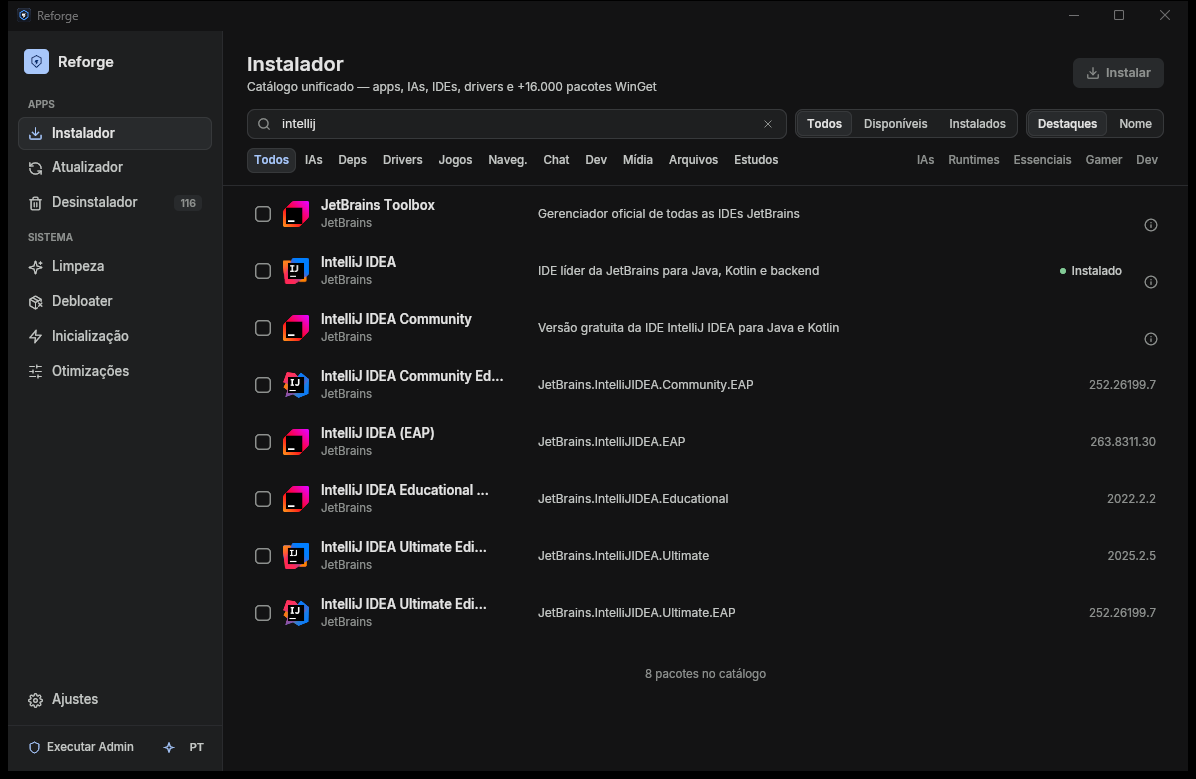 Reforge
Reforge
APPS
Instalador
Atualizador
Desinstalador 116
SISTEMA
Limpeza
Debloater
Inicialização
Otimizações
Ajustes
Executar Admin PT
Instalador
Catálogo unificado — apps, IAs, IDEs, drivers e +16.000 pacotes WinGet
Instalar
intellij
Todos Disponíveis Instalados Destaques Nome
Todos IAs Deps Drivers Jogos Naveg. Chat Dev Mídia Arquivos Estudos IAs Runtimes Essenciais Gamer Dev
JetBrains Toolbox
JetBrains
Gerenciador oficial de todas as IDEs JetBrains
IJ
IntelliJ IDEA
JetBrains
IDE líder da JetBrains para Java, Kotlin e backend
Instalado
IntelliJ IDEA Community
JetBrains
Versão gratuita da IDE IntelliJ IDEA para Java e Kotlin
IJ
IntelliJ IDEA Community Ed...
JetBrains
JetBrains.IntelliJIDEA.Community.EAP
252.26199.7
IntelliJ IDEA (EAP)
JetBrains
JetBrains.IntelliJIDEA.EAP
263.8311.30
IntelliJ IDEA Educational ...
JetBrains
JetBrains.IntelliJIDEA.Educational
2022.2.2
IJ
IntelliJ IDEA Ultimate Edi...
JetBrains
JetBrains.IntelliJIDEA.Ultimate
2025.2.5
IJ
IntelliJ IDEA Ultimate Edi...
JetBrains
JetBrains.IntelliJIDEA.Ultimate.EAP
252.26199.7
8 pacotes no catálogo